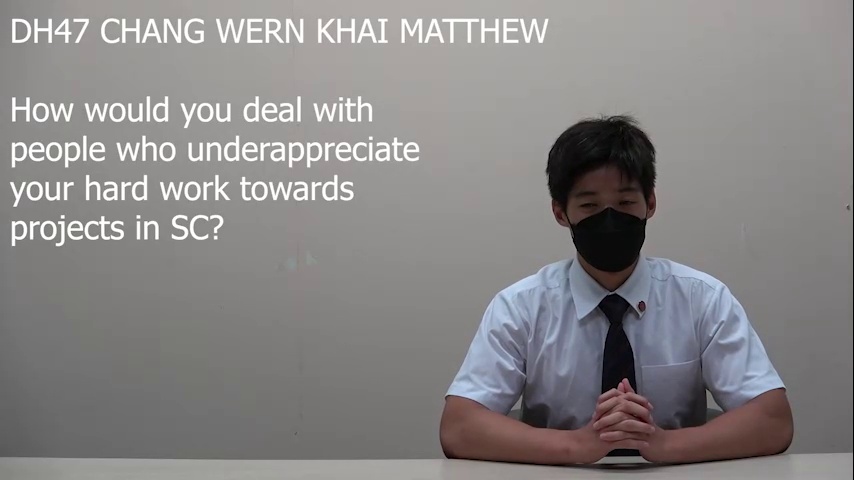 DH47 CHANG WERN KHAI MATTHEW
How would you deal with
people who underappreciate
your hard work towards
projects in SC?